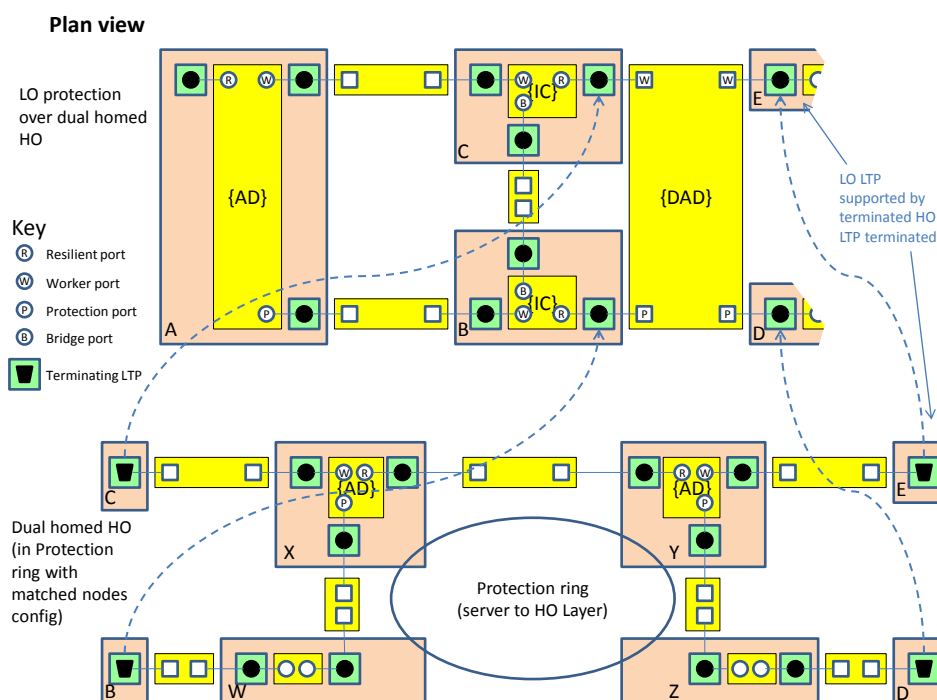 Plan view
LO protection
over dual homed
HO
R
W
W
R
{IC}
B
C
W
W
E
{AD}
{DAD}
LO LTP
supported by
terminated HO
LTP terminated
Key
R Resilient port
W Worker port
P Protection port
B Bridge port
Terminating LTP
P
A
B
{IC}
W
R
B
P
P
D
C
W
R
{AD}
P
X
R
W
{AD}
P
Y
E
Dual homed HO
(in Protection
ring with
matched nodes
config)
Protection ring
(server to HO Layer)
B
W
Z
D